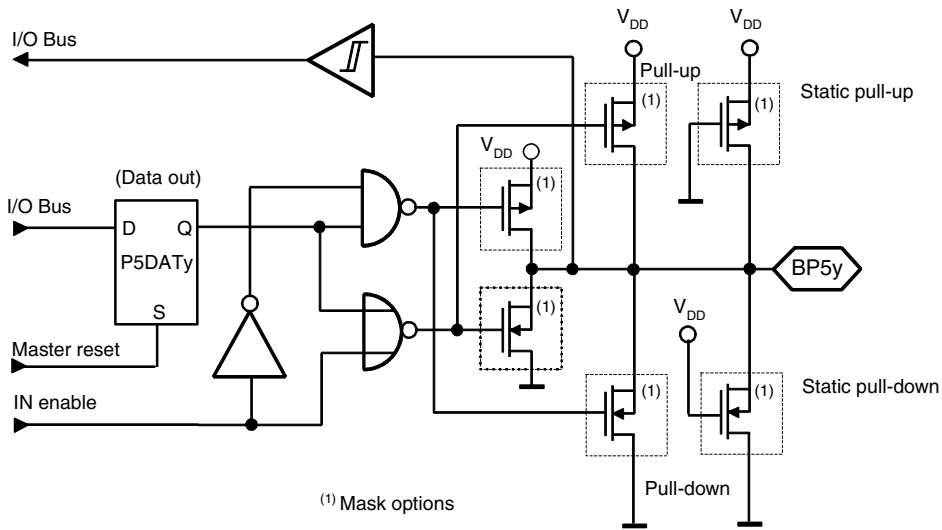 I/O Bus
V_DD
V_DD
Pull-up
(1)
(1)
Static pull-up
V_DD
(1)
(Data out)
I/O Bus
D
Q
P5DATy
S
BP5y
(1)
V_DD
Master reset
IN enable
(1)
(1)
Static pull-down
(1) Mask options
Pull-down